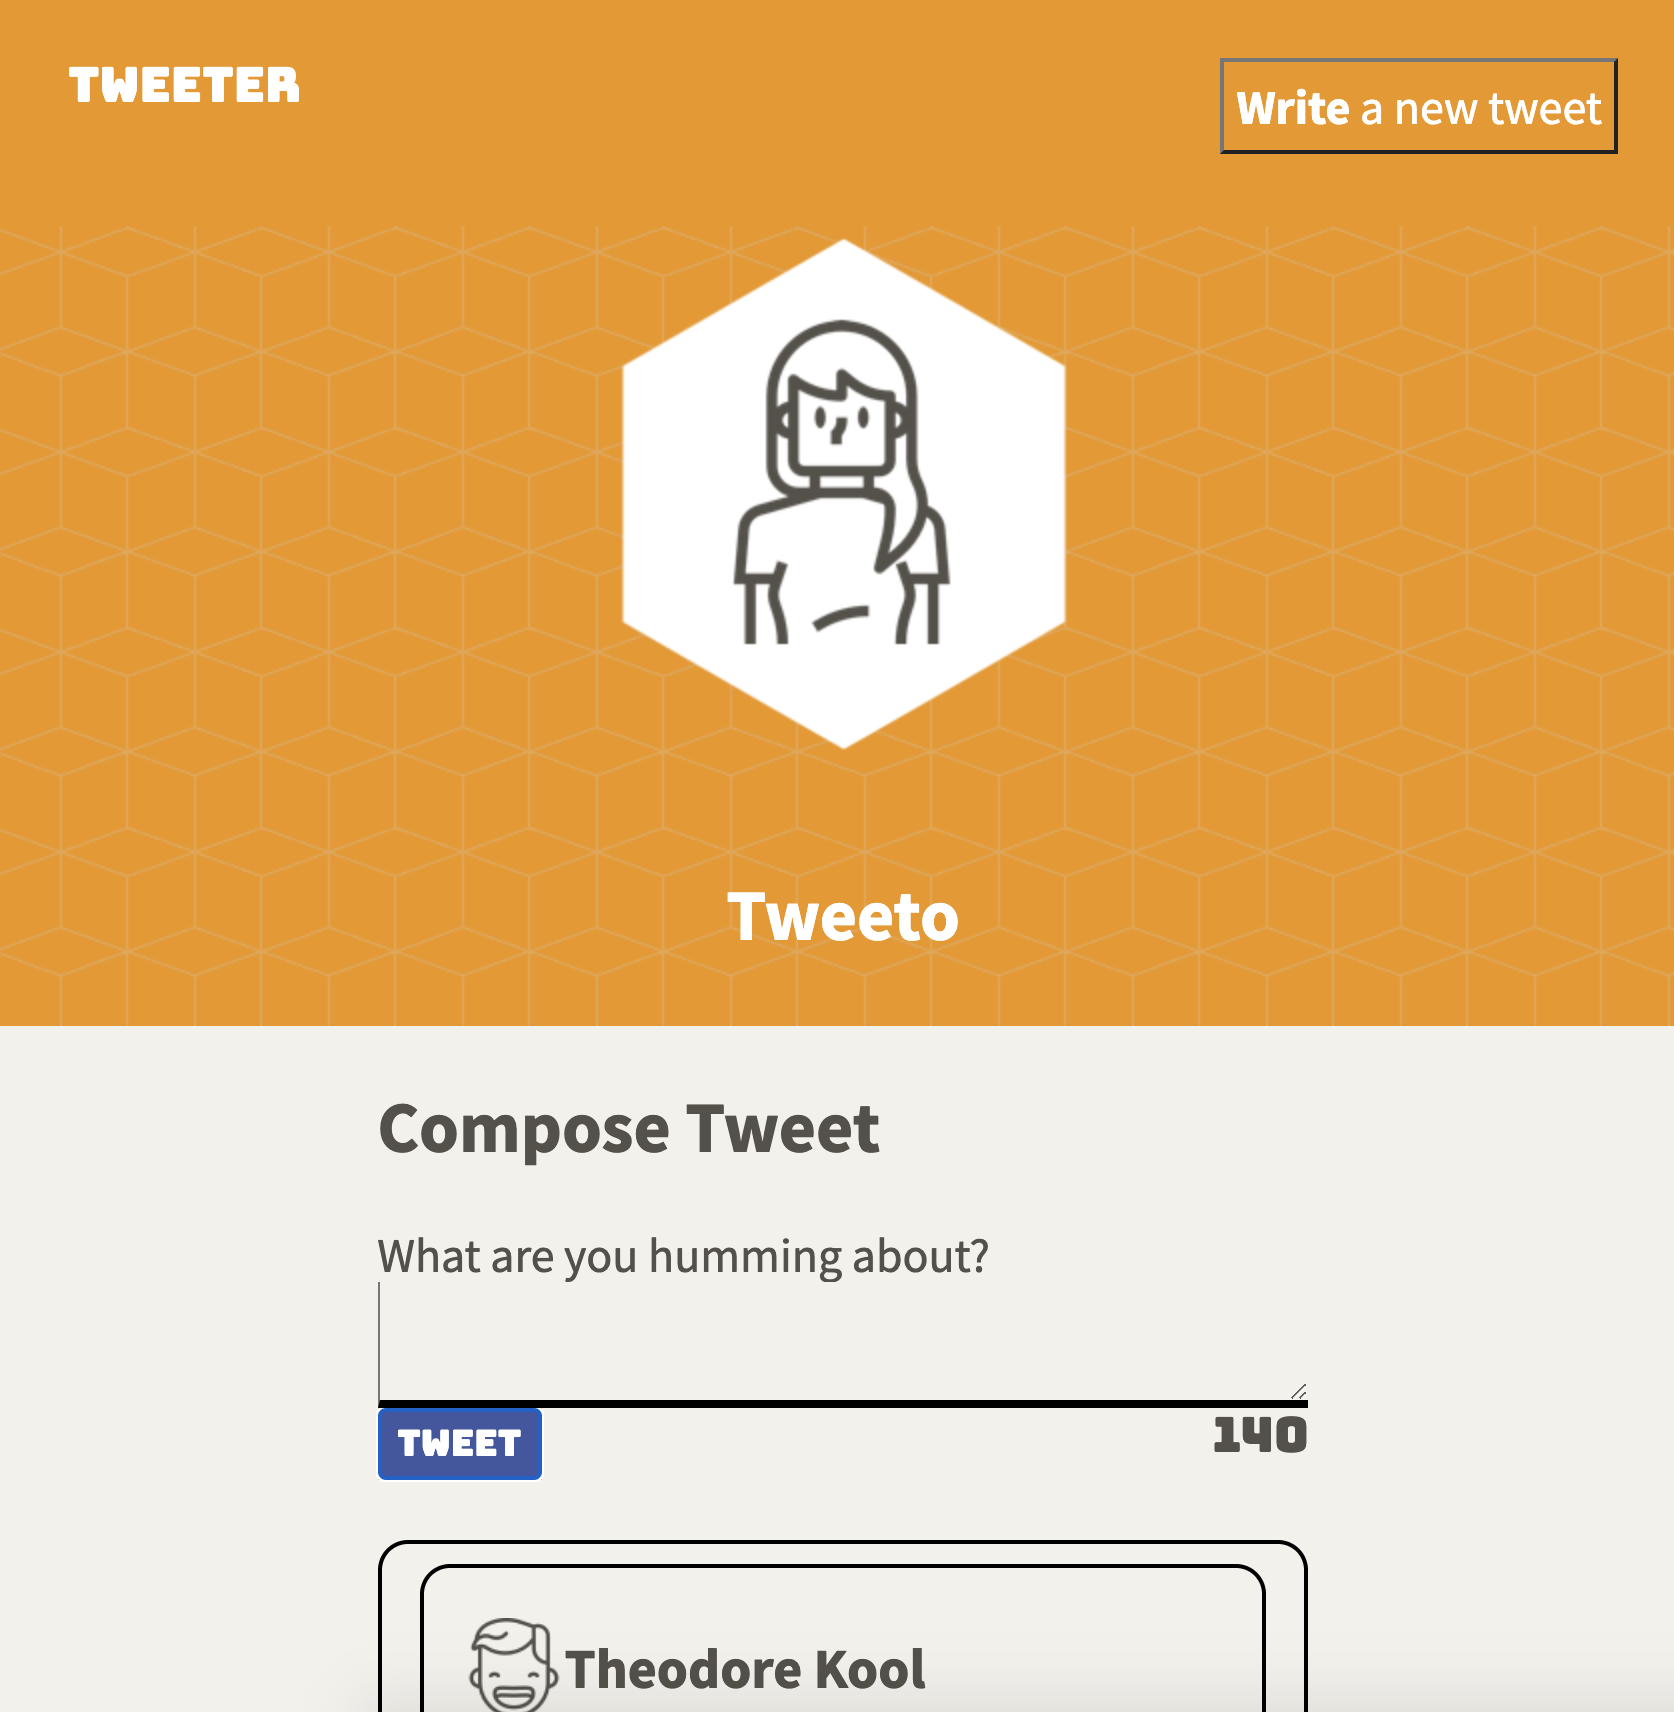 TWEETER
Write a new tweet
Tweeto
Compose Tweet
What are you humming about?
TWEET
140
Theodore Kool